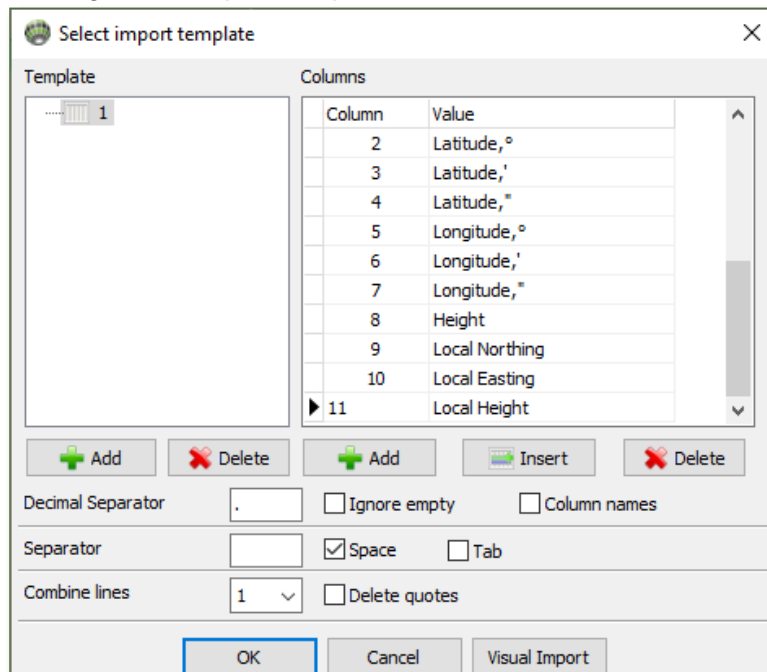 Select import template
Template
Columns
1
Column Value
2 Latitude,°
3 Latitude,'
4 Latitude,"
5 Longitude,°
6 Longitude,'
7 Longitude,"
8 Height
9 Local Northing
10 Local Easting
11 Local Height
Add Delete Add Insert Delete
Decimal Separator . Ignore empty Column names
Separator Space Tab
Combine lines 1 Delete quotes
OK Cancel Visual Import